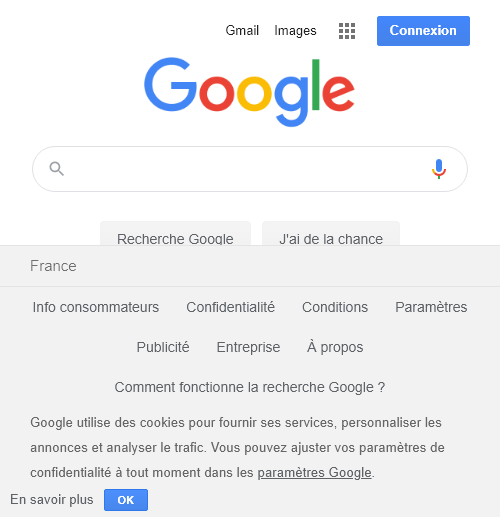 Gmail Images Connexion
Google
Recherche Google J'ai de la chance
France
Info consommateurs Confidentialité Conditions Paramètres
Publicité Entreprise À propos
Comment fonctionne la recherche Google ?
Google utilise des cookies pour fournir ses services, personnaliser les
annonces et analyser le trafic. Vous pouvez ajuster vos paramètres de
confidentialité à tout moment dans les paramètres Google.
En savoir plus OK